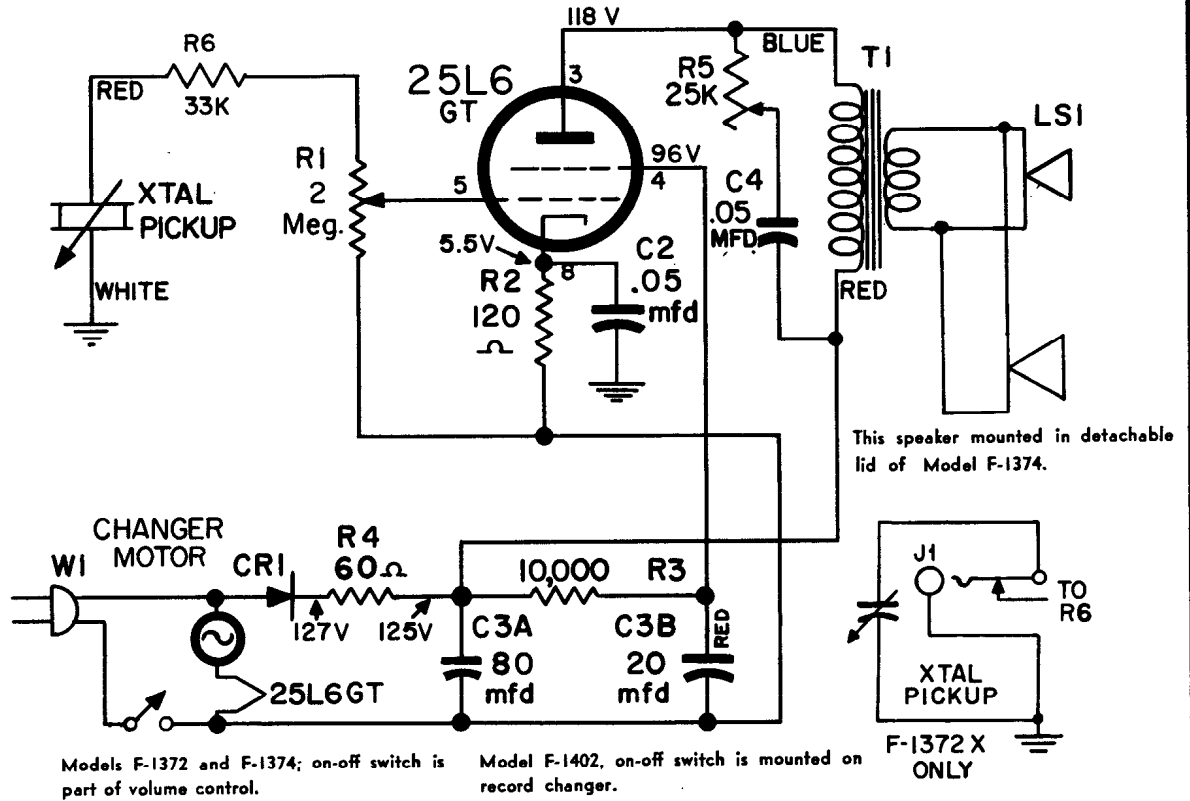 118 V
R6
RED
33K
25L6
GT
3
BLUE
T1
R5
25K
LS1
XTAL
PICKUP
R1
2
Meg.
5
96V
4
C4
.05
MFD
5.5V
8
C2
.05
mfd
R2
120
Ω
WHITE
RED
This speaker mounted in detachable
lid of Model F-1374.
CHANGER
MOTOR
W1
CR1
R4
60Ω
10,000
R3
127V
125V
C3A
80
mfd
C3B
20
mfd
RED
25L6GT
J1
TO
R6
XTAL
PICKUP
F-1372X
ONLY
Models F-1372 and F-1374; on-off switch is
part of volume control.
Model F-1402, on-off switch is mounted on
record changer.